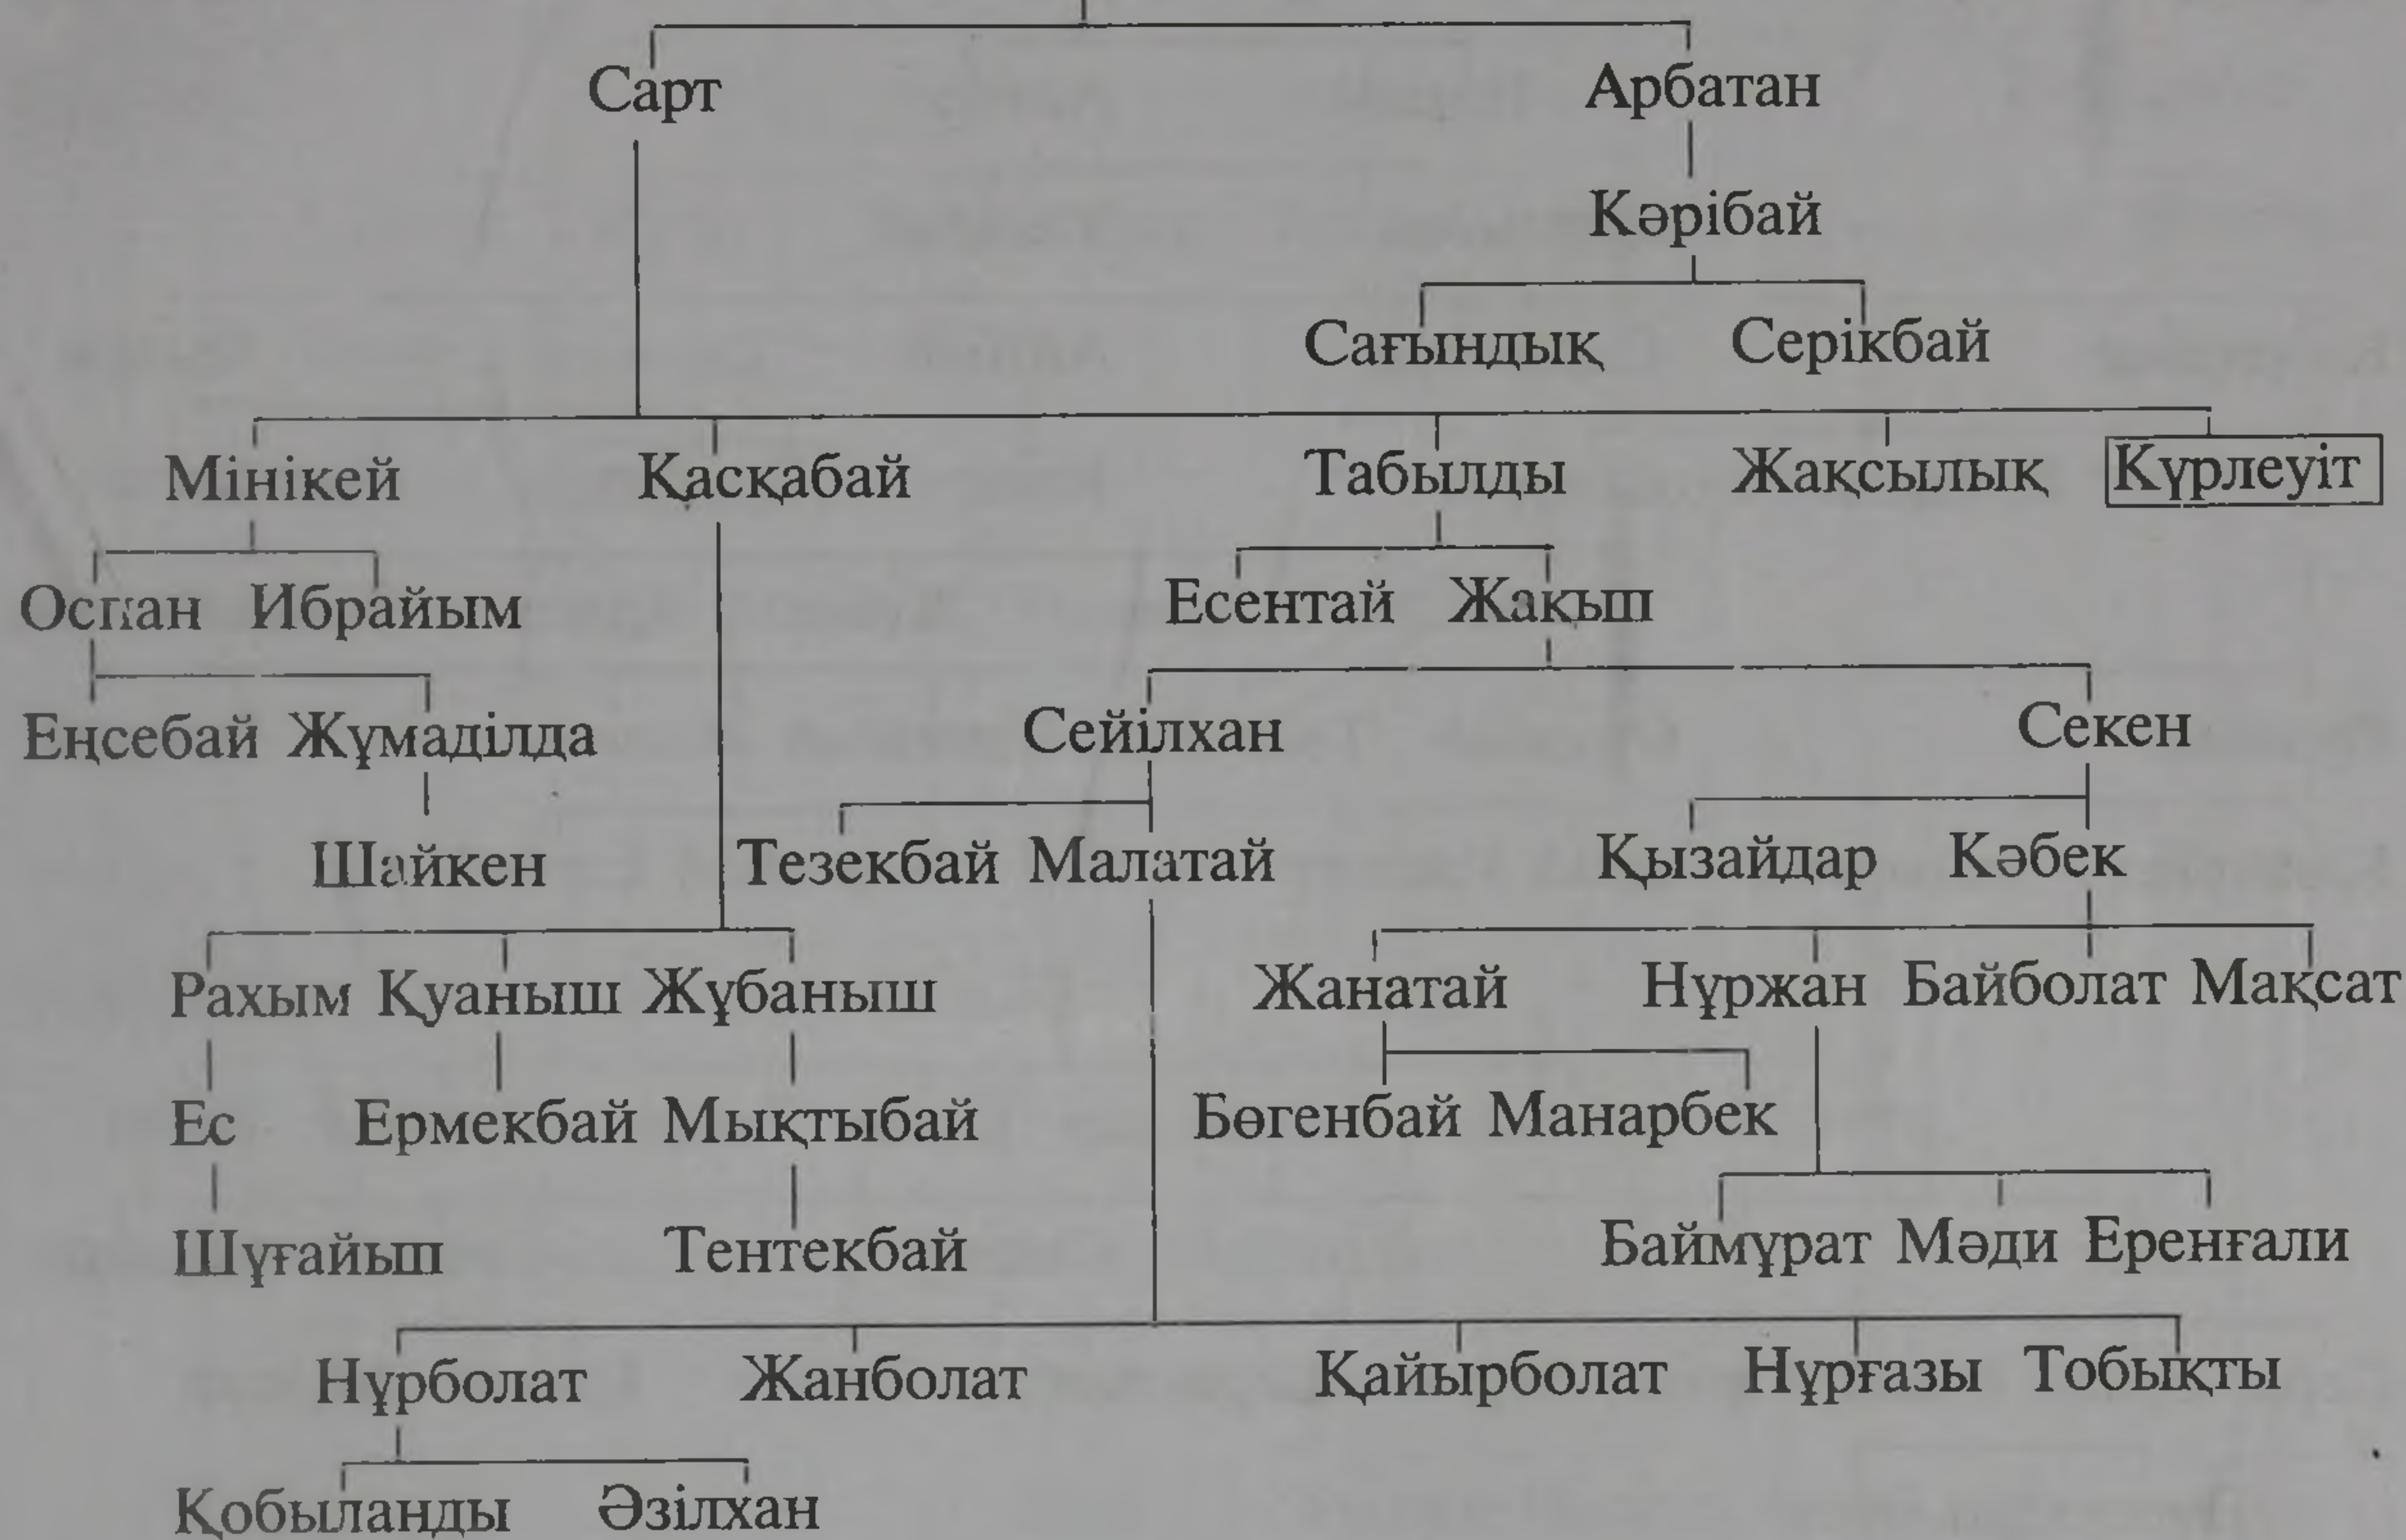 Сарт Арбатан
Кәрібай
Сағындық Серікбай
Мінікей Қасқабай Табылды Жақсылық Күрлеуіт
Оспан Ибрайым Есентай Жақып
Еңсебай Жұмаділда Сейілхан Секен
Шайкен Тезекбай Малатай Қызайдар Кәбек
Рахым Қуаныш Жұбаныш Жанатай Нұржан Байболат Мақсат
Ес Ермекбай Мықтыбай Бөгенбай Манарбек
Шұғайып Тентекбай Баймұрат Мәди Еренғали
Нұрболат Жанболат Қайырболат Нұрғазы Тобықты
Қобыланды Әзілхан